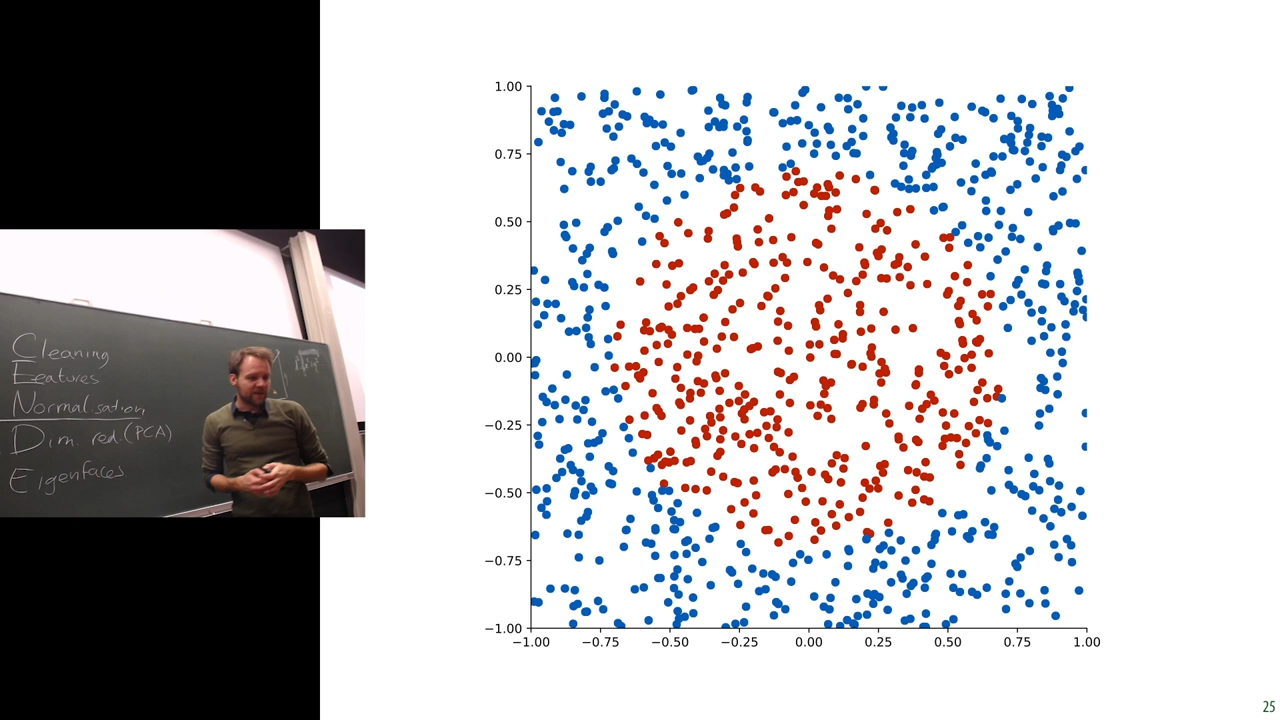 Cleaning
Features
Normalisation
Dim. red. (PCA)
Eigenfaces
1.00
0.75
0.50
0.25
0.00
−0.25
−0.50
−0.75
−1.00
−1.00 −0.75 −0.50 −0.25 0.00 0.25 0.50 0.75 1.00
25